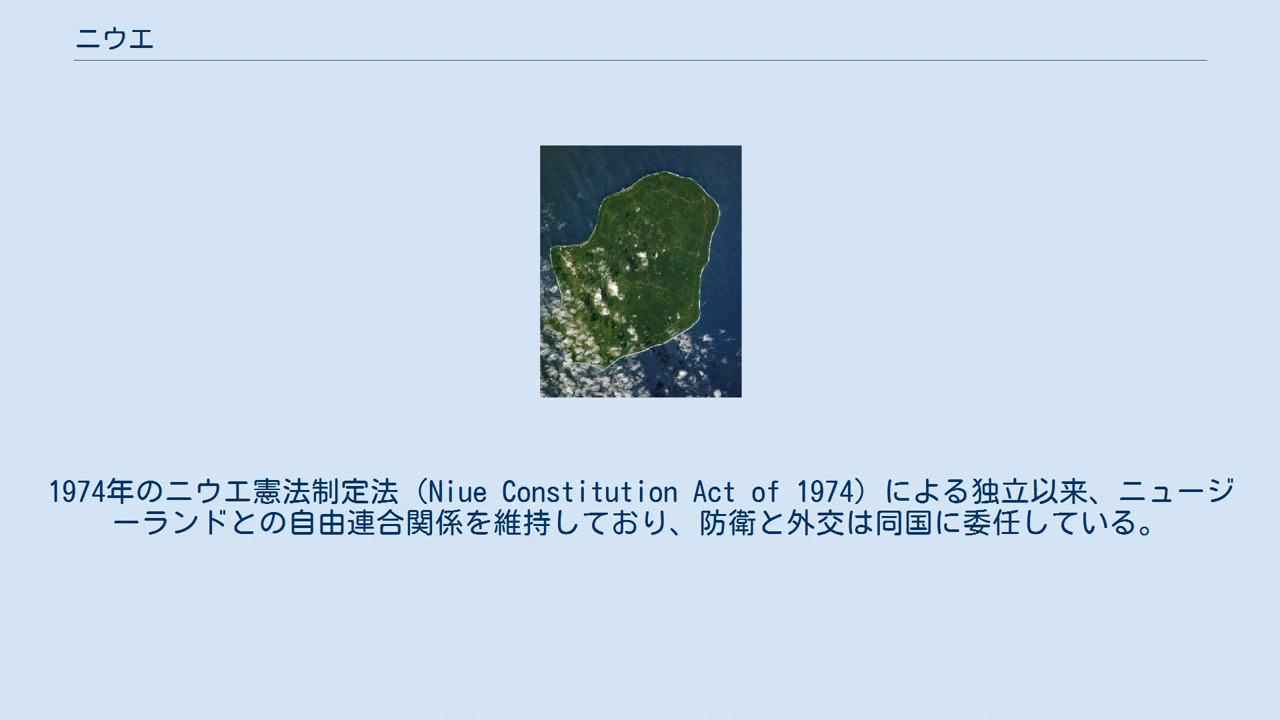 ニウエ
1974年のニウエ憲法制定法（Niue Constitution Act of 1974）による独立以来、ニュージ
ーランドとの自由連合関係を維持しており、防衛と外交は同国に委任している。